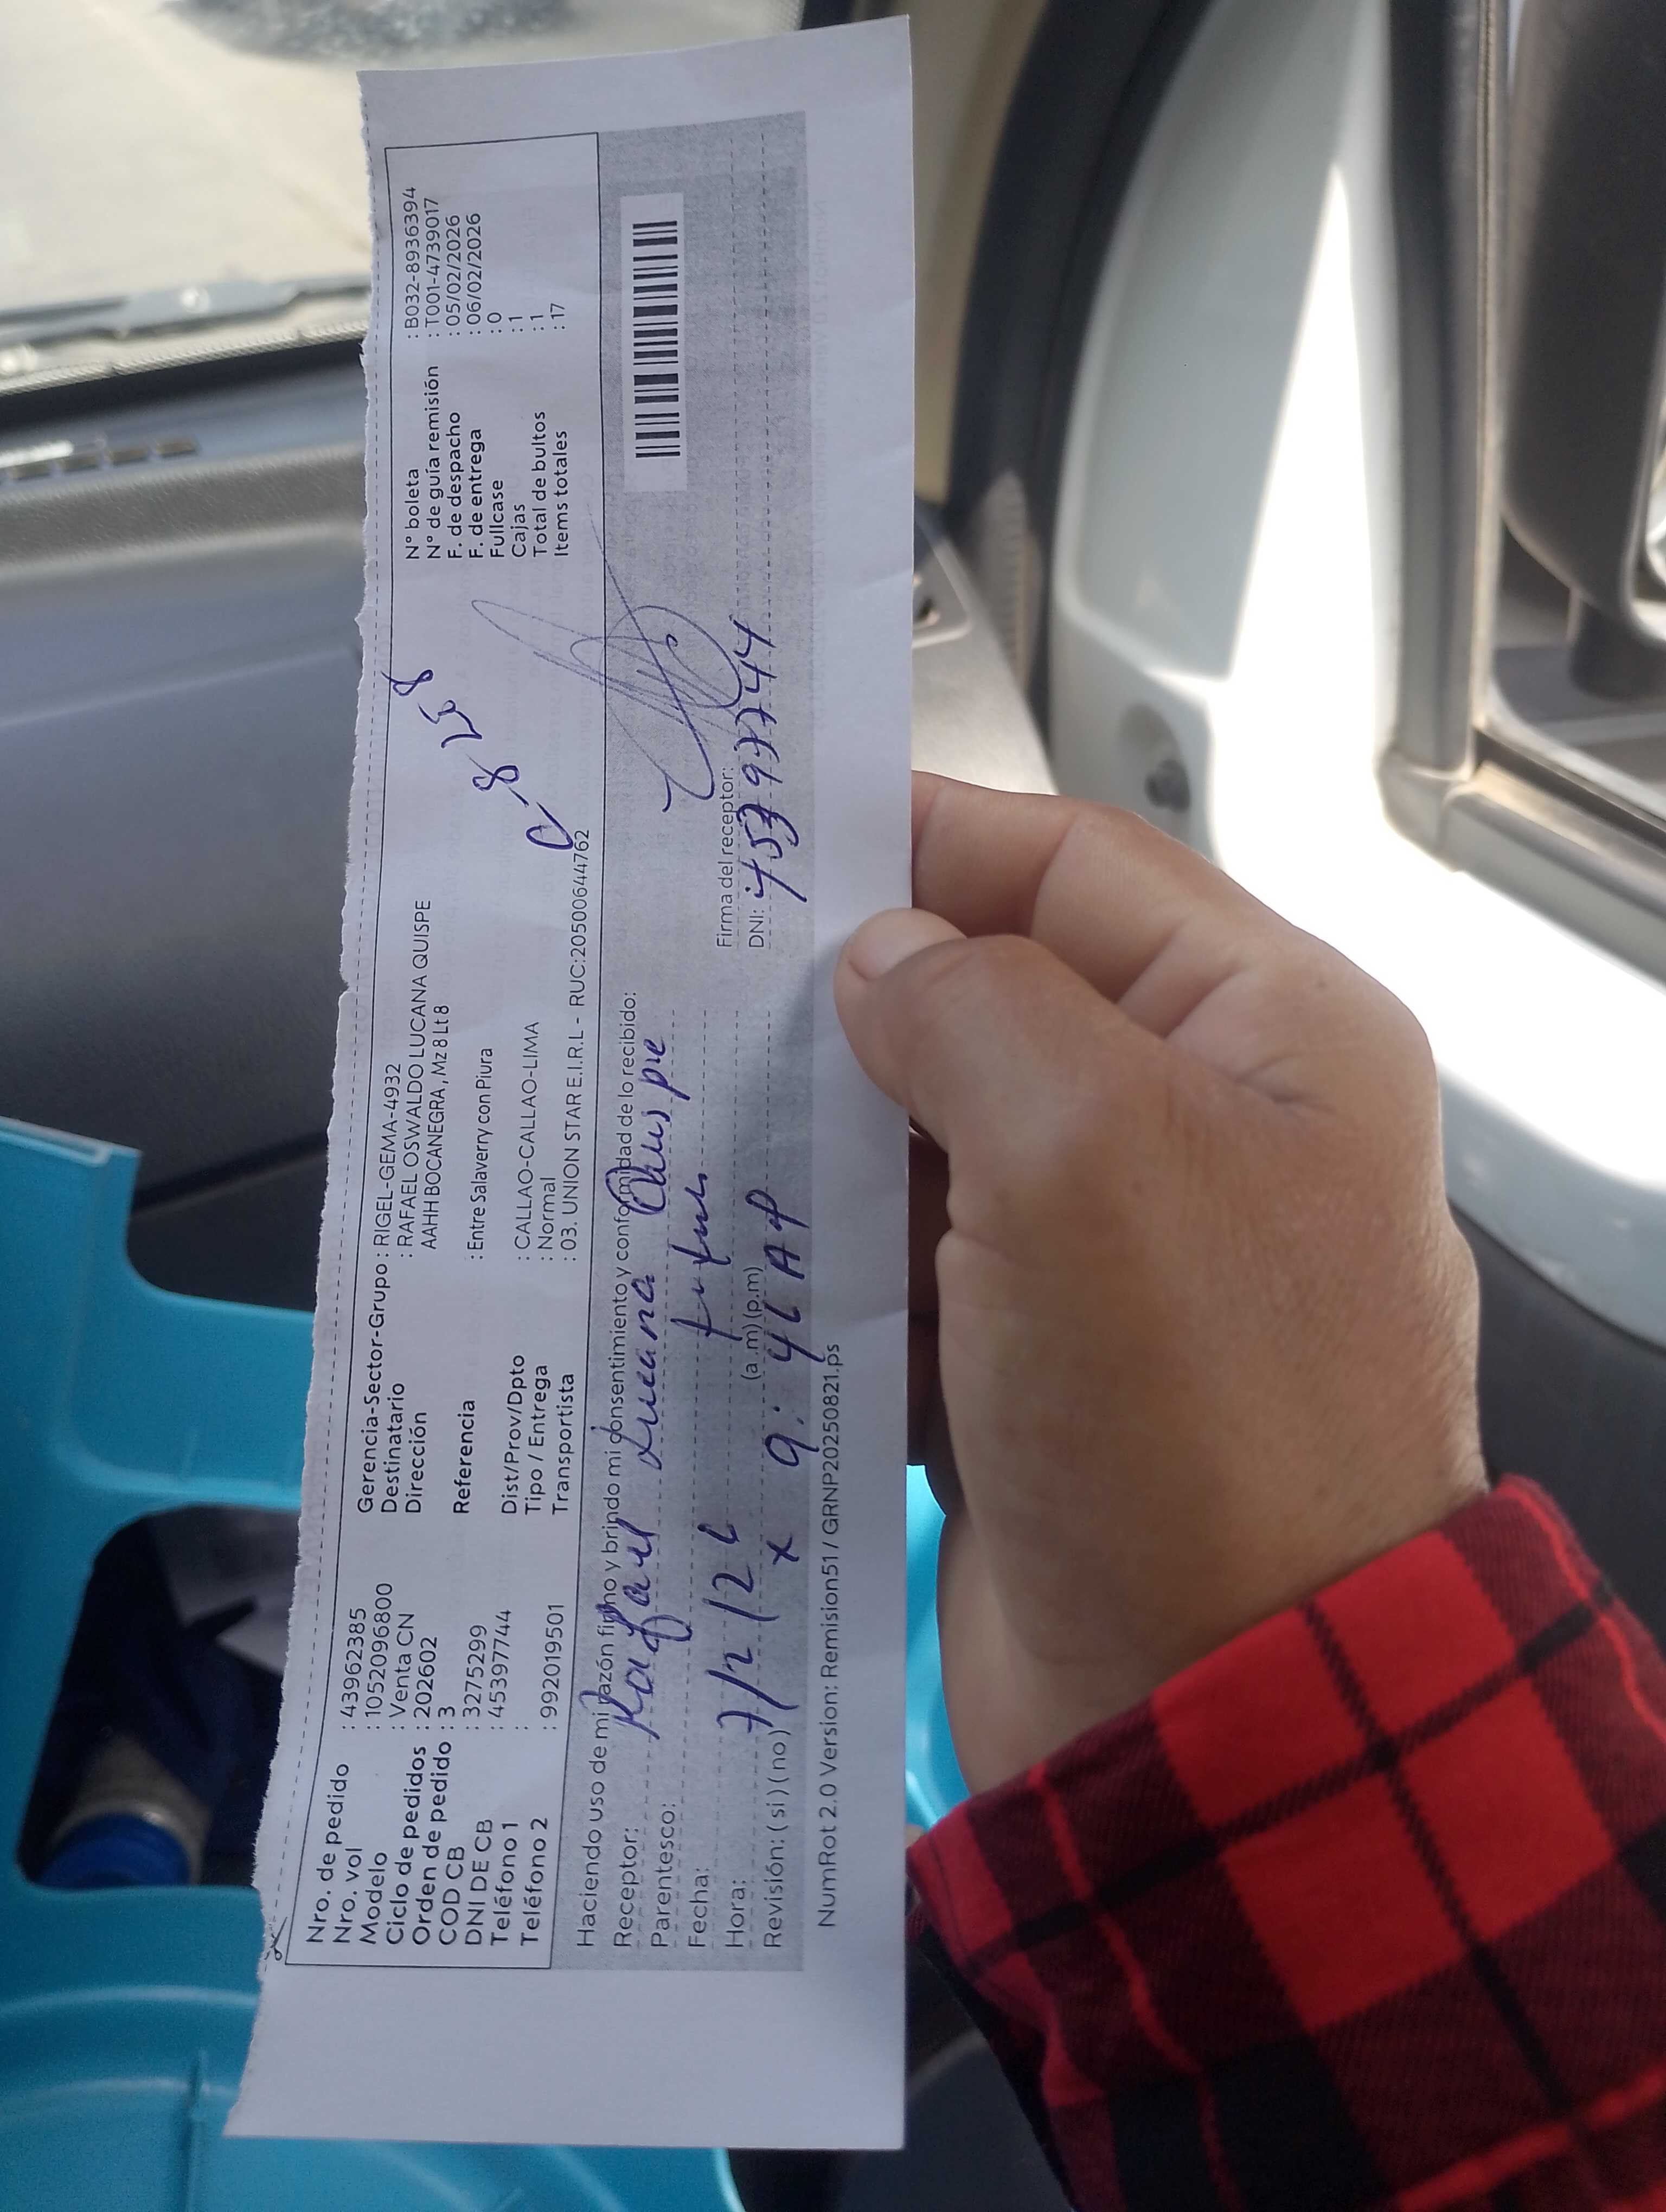 Nro. de pedido : 43962385
Nro. vol : 1052096800
Modelo : Venta CN
Ciclo de pedidos : 202602
Orden de pedido : 3
COD CB : 3275299
DNI DE CB : 45397744
Teléfono 1 :
Teléfono 2 : 992019501
Gerencia-Sector-Grupo : RIGEL-GEMA-4932
Destinatario : RAFAEL OSWALDO LUCANA QUISPE
Dirección AAHH BOCANEGRA, Mz 8 Lt 8
Referencia : Entre Salaverry con Piura
Dist/Prov/Dpto : CALLAO-CALLAO-LIMA
Tipo / Entrega : Normal
Transportista : 03. UNION STAR E.I.R.L - RUC:20500644762
N° boleta : B032-8936394
N° de guía remisión : T001-4739017
F. de despacho : 05/02/2026
F. de entrega : 06/02/2026
Fullcase : 0
Cajas : 1
Total de bultos : 1
Items totales : 17
Haciendo uso de mi razón firmo y brindo mi consentimiento y conformidad de lo recibido:
Receptor: Rafael Lucana Quispe
Parentesco:
Fecha: 7/2/26
Hora: (a.m) (p.m) 9:46 A
Revisión: (si) (no) x
Firma del receptor:
DNI: 45397744
NumRot 2.0 Version: Remision51 / GRNP20250821.ps